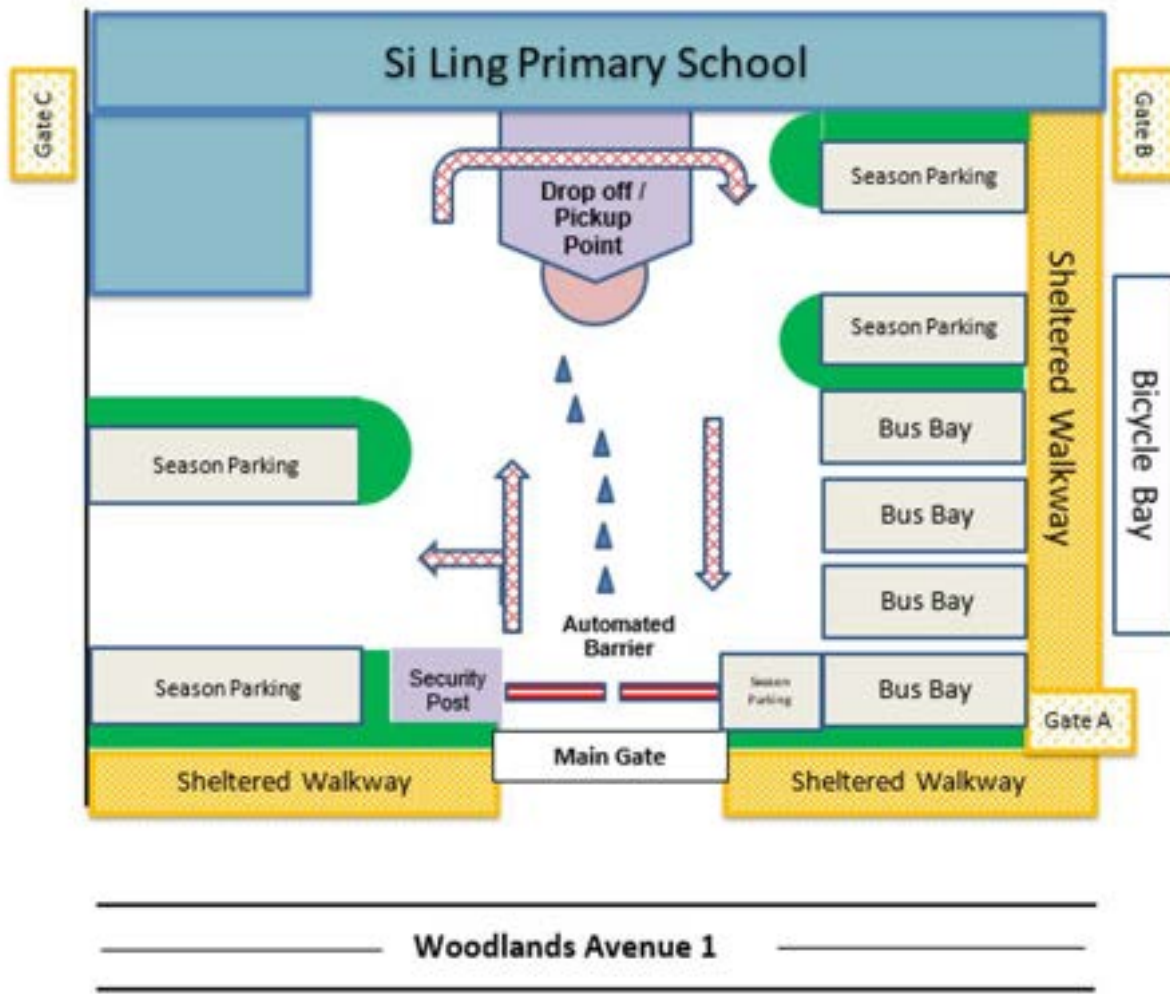 Si Ling Primary School
Gate C
Gate B
Season Parking
Drop off /
Pickup
Point
Sheltered Walkway
Season Parking
Bicycle Bay
Bus Bay
Season Parking
Bus Bay
Bus Bay
Automated
Barrier
Season Parking
Security
Post
Season
Parking
Bus Bay
Gate A
Main Gate
Sheltered Walkway
Sheltered Walkway
Woodlands Avenue 1